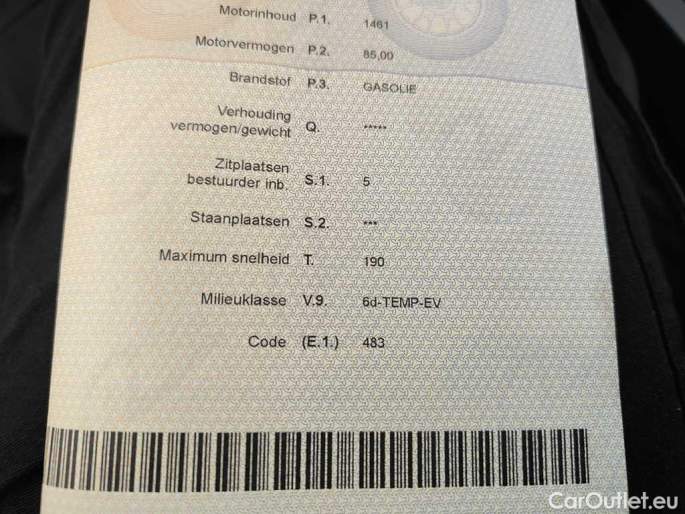 Motorinhoud P.1. 1461
Motorvermogen P.2. 85,00
Brandstof P.3. GASOLIE
Verhouding
vermogen/gewicht Q. *****
Zitplaatsen
bestuurder inb. S.1. 5
Staanplaatsen S.2. ***
Maximum snelheid T. 190
Milieuklasse V.9. 6d-TEMP-EV
Code (E.1.) 483
CarOutlet.eu